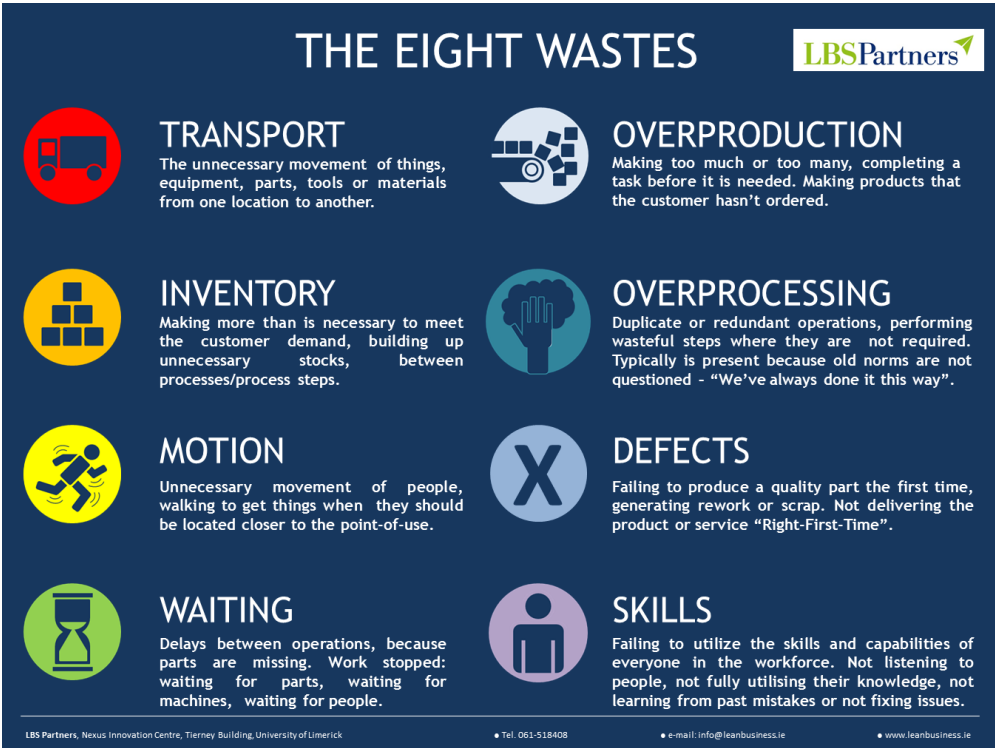 THE EIGHT WASTES
LBSPartners
TRANSPORT
The unnecessary movement of things,
equipment, parts, tools or materials
from one location to another.
OVERPRODUCTION
Making too much or too many, completing a
task before it is needed. Making products that
the customer hasn’t ordered.
INVENTORY
Making more than is necessary to meet
the customer demand, building up
unnecessary stocks, between
processes/process steps.
OVERPROCESSING
Duplicate or redundant operations, performing
wasteful steps where they are not required.
Typically is present because old norms are not
questioned – “We’ve always done it this way”.
MOTION
Unnecessary movement of people,
walking to get things when they should
be located closer to the point-of-use.
X
DEFECTS
Failing to produce a quality part the first time,
generating rework or scrap. Not delivering the
product or service “Right-First-Time”.
WAITING
Delays between operations, because
parts are missing. Work stopped:
waiting for parts, waiting for
machines, waiting for people.
SKILLS
Failing to utilize the skills and capabilities of
everyone in the workforce. Not listening to
people, not fully utilising their knowledge, not
learning from past mistakes or not fixing issues.
LBS Partners, Nexus Innovation Centre, Tierney Building, University of Limerick
● Tel. 061-518408
● e-mail: info@leanbusiness.ie
● www.leanbusiness.ie